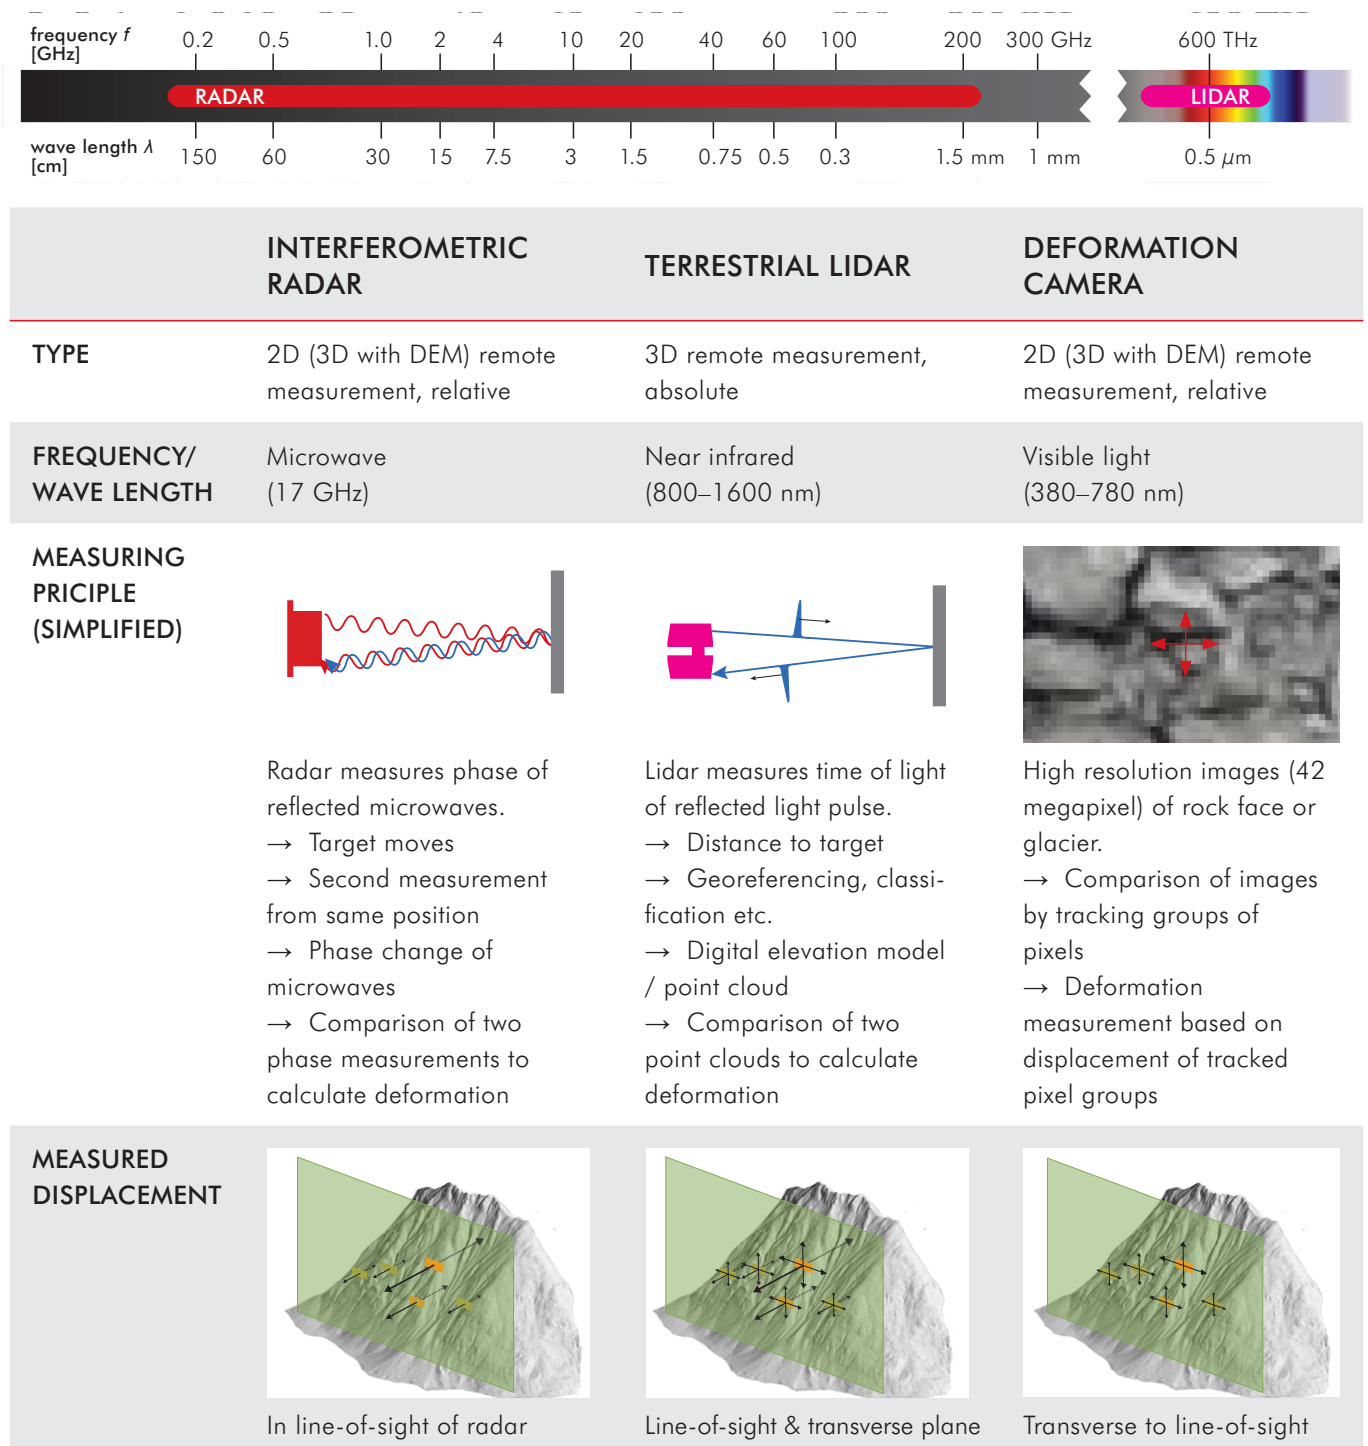 frequency f
[GHz]
0.2 0.5 1.0 2 4 10 20 40 60 100 200 300 GHz 600 THz
RADAR LIDAR
wave length λ
[cm]
150 60 30 15 7.5 3 1.5 0.75 0.5 0.3 1.5 mm 1 mm 0.5 μm
INTERFEROMETRIC
RADAR
TERRESTRIAL LIDAR
DEFORMATION
CAMERA
TYPE
2D (3D with DEM) remote
measurement, relative
3D remote measurement,
absolute
2D (3D with DEM) remote
measurement, relative
FREQUENCY/
WAVE LENGTH
Microwave
(17 GHz)
Near infrared
(800–1600 nm)
Visible light
(380–780 nm)
MEASURING
PRICIPLE
(SIMPLIFIED)
Radar measures phase of
reflected microwaves.
→ Target moves
→ Second measurement
from same position
→ Phase change of
microwaves
→ Comparison of two
phase measurements to
calculate deformation
Lidar measures time of light
of reflected light pulse.
→ Distance to target
→ Georeferencing, classi-
fication etc.
→ Digital elevation model
/ point cloud
→ Comparison of two
point clouds to calculate
deformation
High resolution images (42
megapixel) of rock face or
glacier.
→ Comparison of images
by tracking groups of
pixels
→ Deformation
measurement based on
displacement of tracked
pixel groups
MEASURED
DISPLACEMENT
In line-of-sight of radar
Line-of-sight & transverse plane
Transverse to line-of-sight